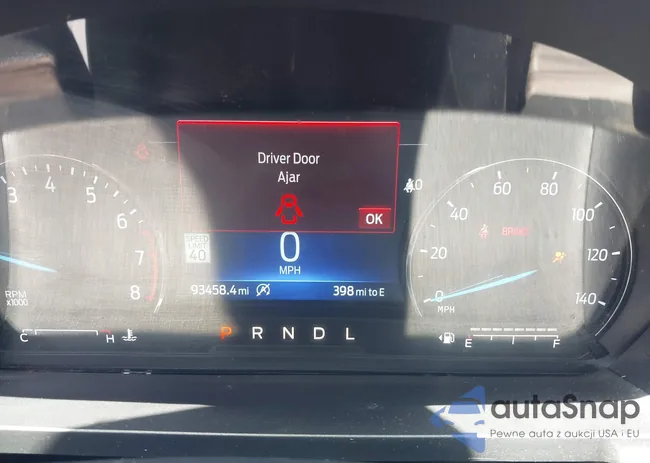 Driver Door
Ajar
OK
3 4 5 6 7 8
RPM
x1000
SPEED
LIMIT
40
0
MPH
93458.4 mi
398 mi to E
0 20 40 60 80 100 120 140
MPH
BRAKE
C H
P R N D L
E F
autaSnap
Pewne auta z aukcji USA i EU